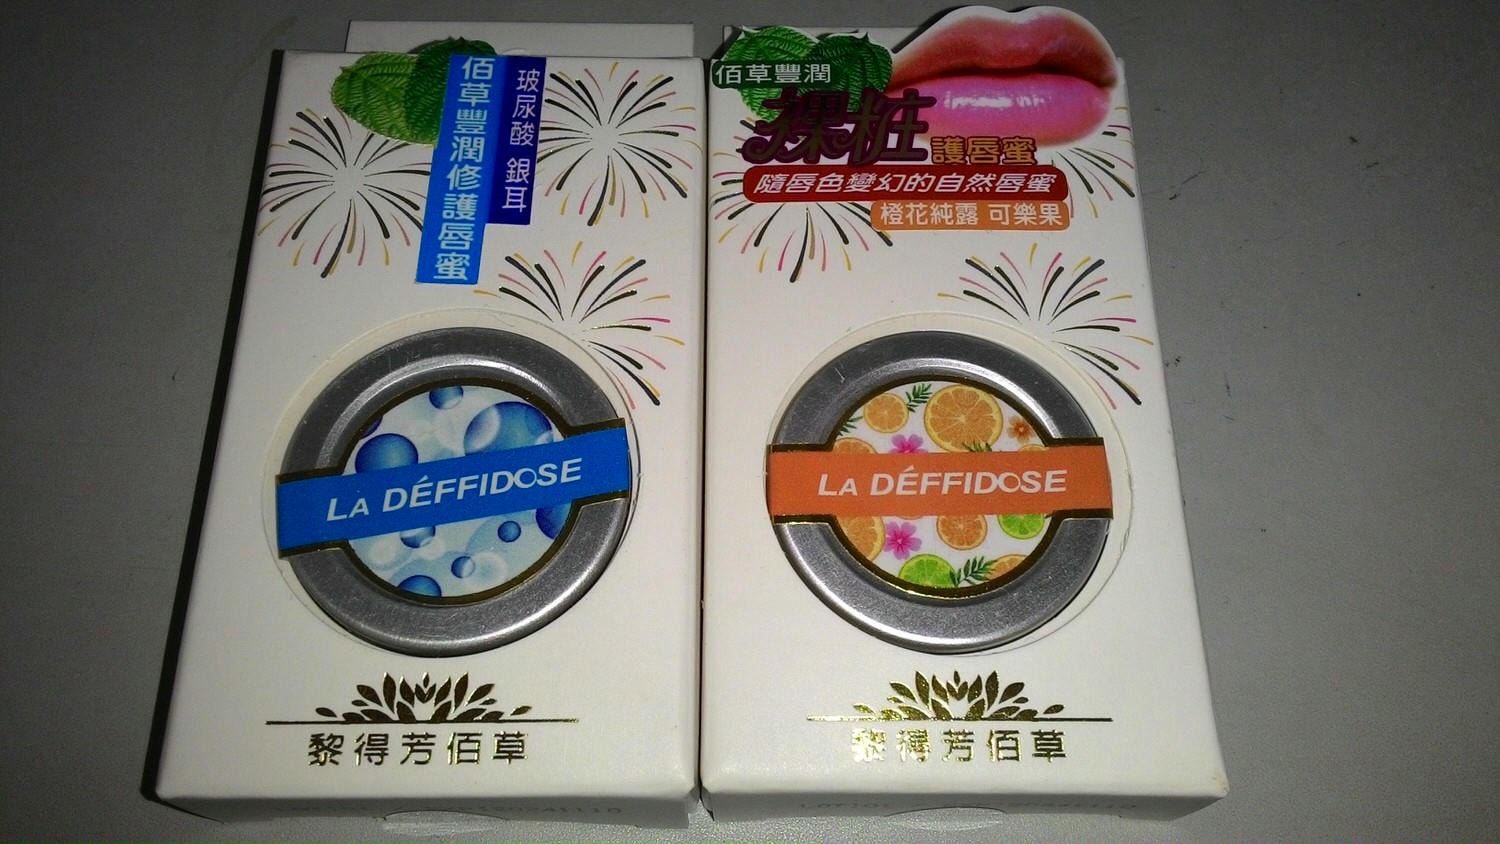 佰草豐潤修護唇蜜
玻尿酸 銀耳
LA DÉFFIDOSE
黎得芳佰草
佰草豐潤
裸粧護唇蜜
隨唇色變幻的自然唇蜜
橙花純露 可樂果
LA DÉFFIDOSE
黎得芳佰草